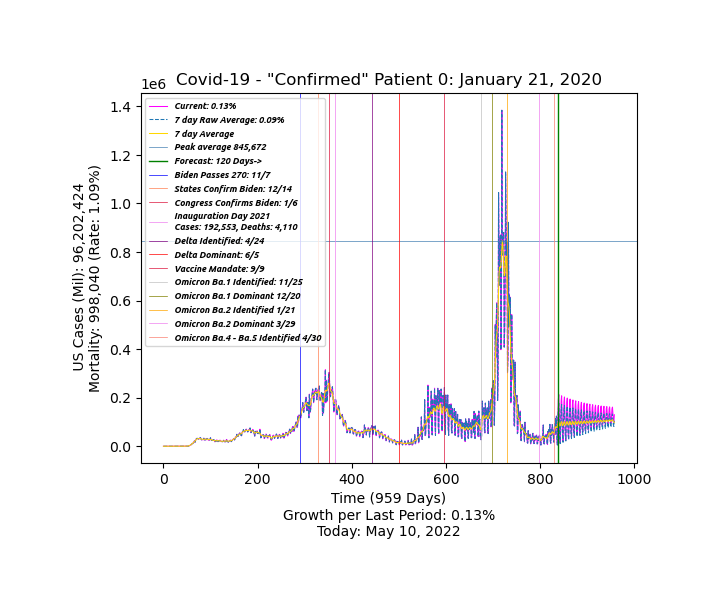 Covid-19 - "Confirmed" Patient 0: January 21, 2020
1e6
1.4
1.2
1.0
0.8
0.6
0.4
0.2
0.0
US Cases (Mil): 96,202,424
Mortality: 998,040 (Rate: 1.09%)
Current: 0.13%
7 day Raw Average: 0.09%
7 day Average
Peak average 845,672
Forecast: 120 Days->
Biden Passes 270: 11/7
States Confirm Biden: 12/14
Congress Confirms Biden: 1/6
Inauguration Day 2021
Cases: 192,553, Deaths: 4,110
Delta Identified: 4/24
Delta Dominant: 6/5
Vaccine Mandate: 9/9
Omicron Ba.1 Identified: 11/25
Omicron Ba.1 Dominant 12/20
Omicron Ba.2 Identified 1/21
Omicron Ba.2 Dominant 3/29
Omicron Ba.4 - Ba.5 Identified 4/30
0 200 400 600 800 1000
Time (959 Days)
Growth per Last Period: 0.13%
Today: May 10, 2022